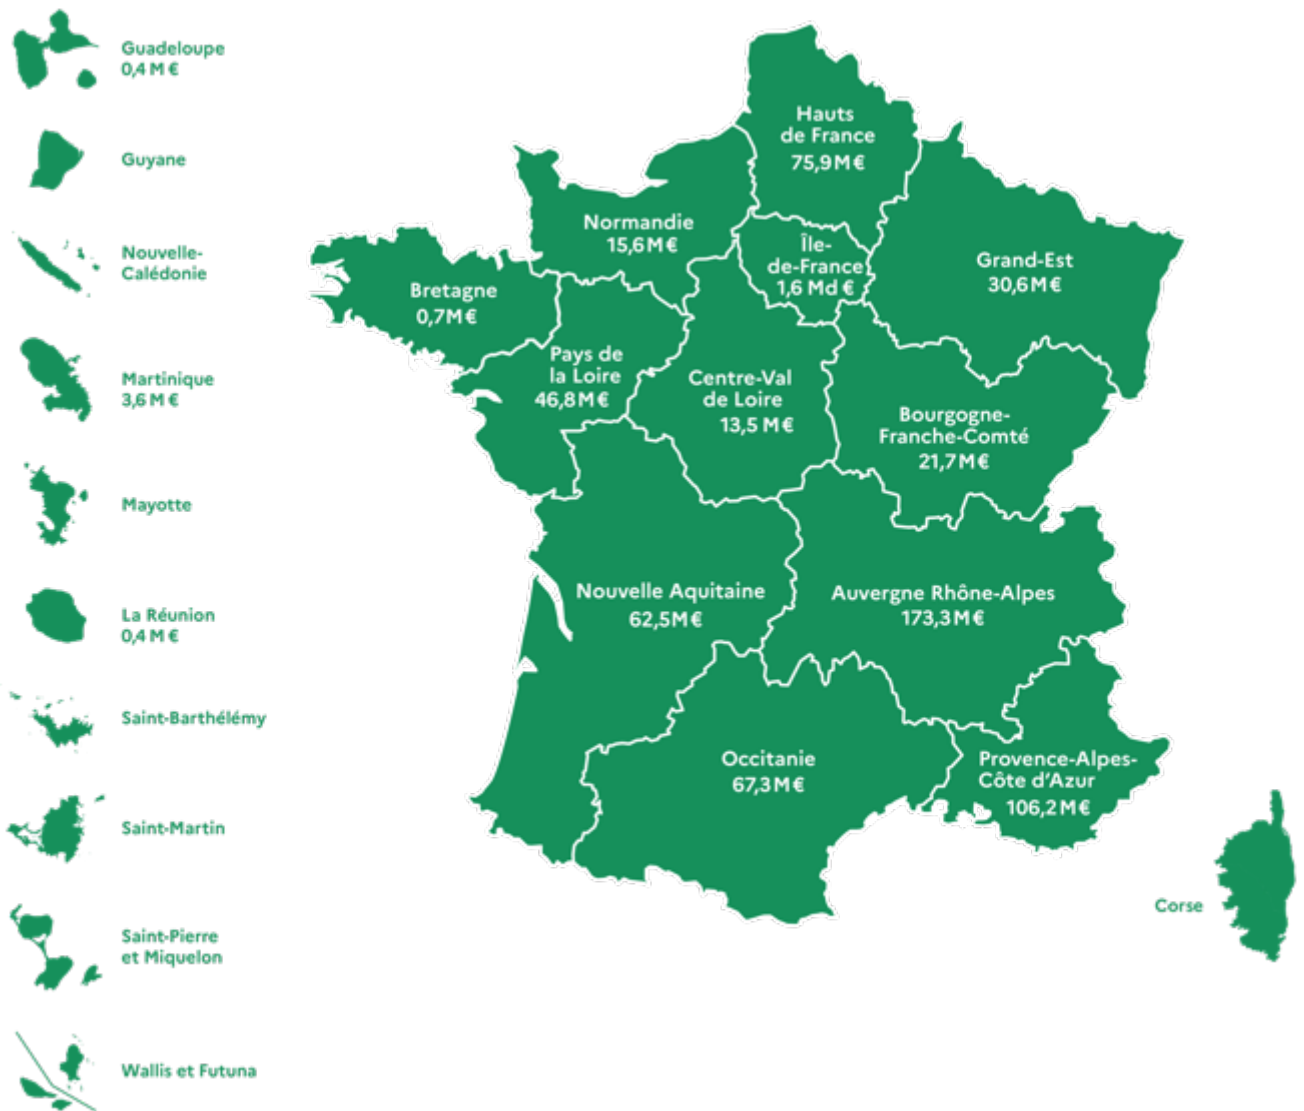 Guadeloupe
0,4 M €
Guyane
Nouvelle-
Calédonie
Martinique
3,6 M €
Mayotte
La Réunion
0,4 M €
Saint-Barthélémy
Saint-Martin
Saint-Pierre
et Miquelon
Wallis et Futuna
Hauts
de France
75,9 M €
Normandie
15,6 M €
Île-
de-France
1,6 Md €
Grand-Est
30,6 M €
Bretagne
0,7 M €
Pays de
la Loire
46,8 M €
Centre-Val
de Loire
13,5 M €
Bourgogne-
Franche-Comté
21,7 M €
Nouvelle Aquitaine
62,5 M €
Auvergne Rhône-Alpes
173,3 M €
Occitanie
67,3 M €
Provence-Alpes-
Côte d'Azur
106,2 M €
Corse